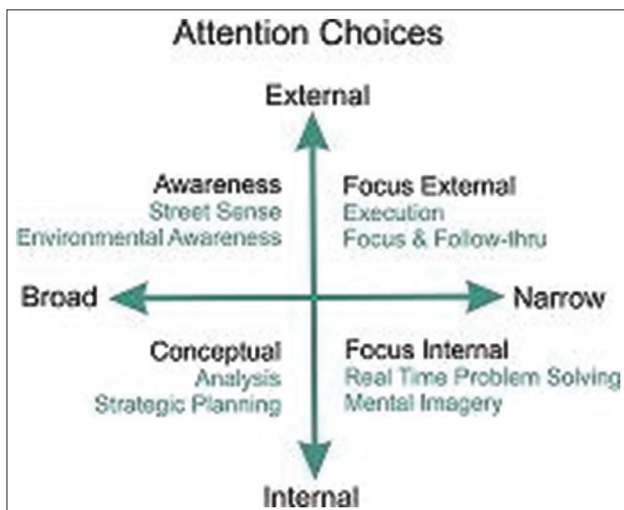 Attention Choices
External
Awareness
Street Sense
Environmental Awareness
Focus External
Execution
Focus & Follow-thru
Broad
Narrow
Conceptual
Analysis
Strategic Planning
Focus Internal
Real Time Problem Solving
Mental Imagery
Internal